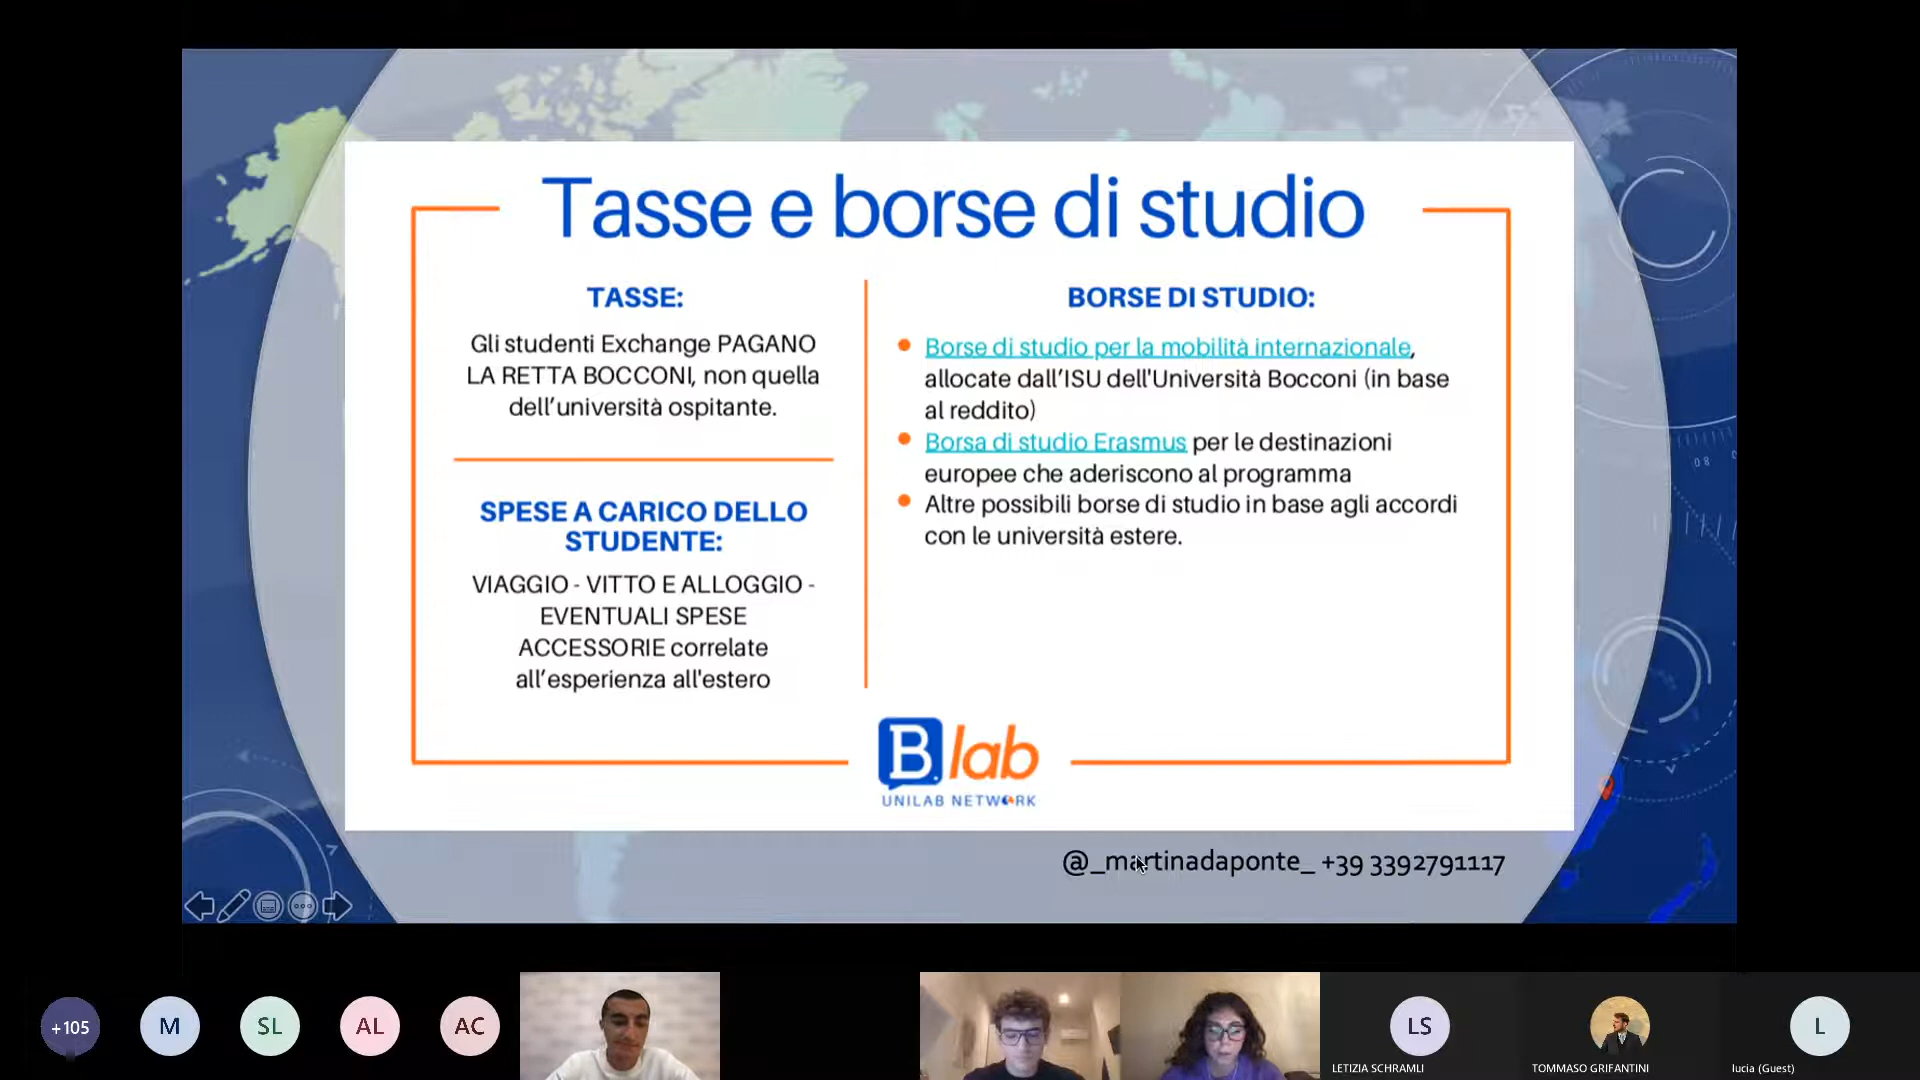 Tasse e borse di studio
TASSE:
Gli studenti Exchange PAGANO
LA RETTA BOCCONI, non quella
dell’università ospitante.
SPESE A CARICO DELLO
STUDENTE:
VIAGGIO - VITTO E ALLOGGIO -
EVENTUALI SPESE
ACCESSORIE correlate
all’esperienza all'estero
BORSE DI STUDIO:
Borse di studio per la mobilità internazionale,
allocate dall’ISU dell'Università Bocconi (in base
al reddito)
Borsa di studio Erasmus per le destinazioni
europee che aderiscono al programma
Altre possibili borse di studio in base agli accordi
con le università estere.
B.lab
UNILAB NETWORK
@_martinadaponte_ +39 3392791117
+105
M
SL
AL
AC
LS
LETIZIA SCHRAMLI
TOMMASO GRIFANTINI
L
lucia (Guest)